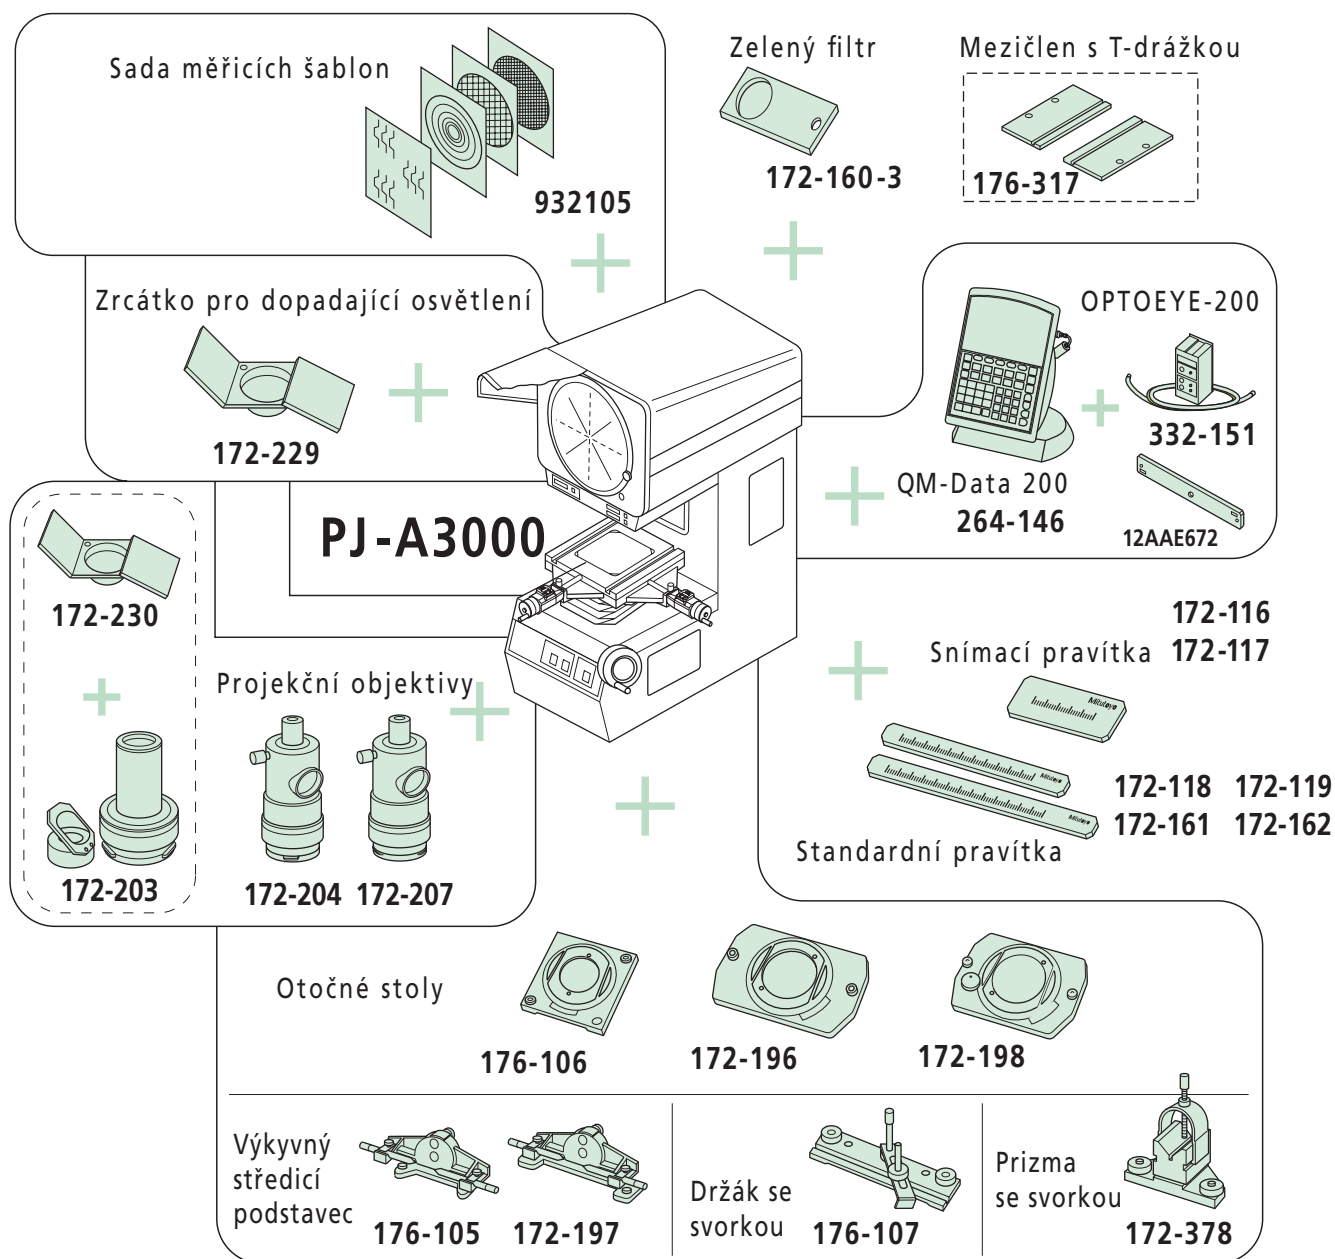 Sada měřicích šablon
932105
Zelený filtr
172-160-3
Mezičlen s T-drážkou
176-317
Zrcátko pro dopadající osvětlení
172-229
OPTOEYE-200
332-151
QM-Data 200
264-146
12AAE672
PJ-A3000
172-230
172-203
Projekční objektivy
172-204 172-207
172-116
Snímací pravítka 172-117
Mitutoyo
Mitutoyo
Mitutoyo
172-118 172-119
172-161 172-162
Standardní pravítka
Otočné stoly
176-106
172-196
172-198
Výkyvný
středicí
podstavec
176-105
172-197
Držák se
svorkou
176-107
Prizma
se svorkou
172-378